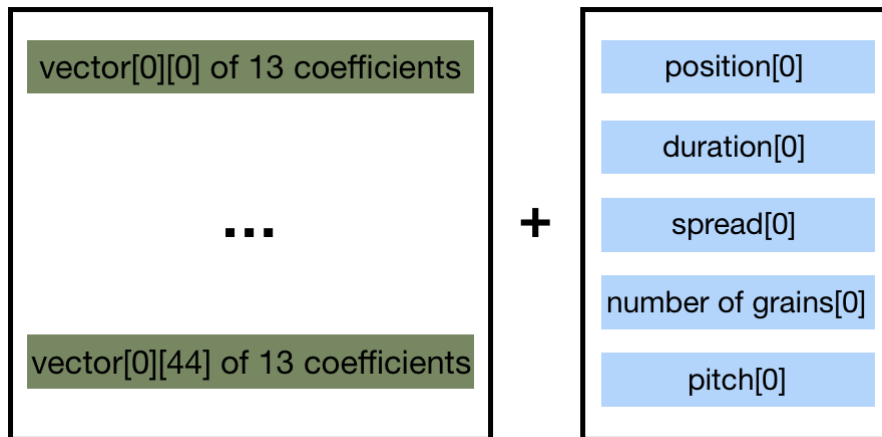 vector[0][0] of 13 coefficients
...
vector[0][44] of 13 coefficients
+
position[0]
duration[0]
spread[0]
number of grains[0]
pitch[0]